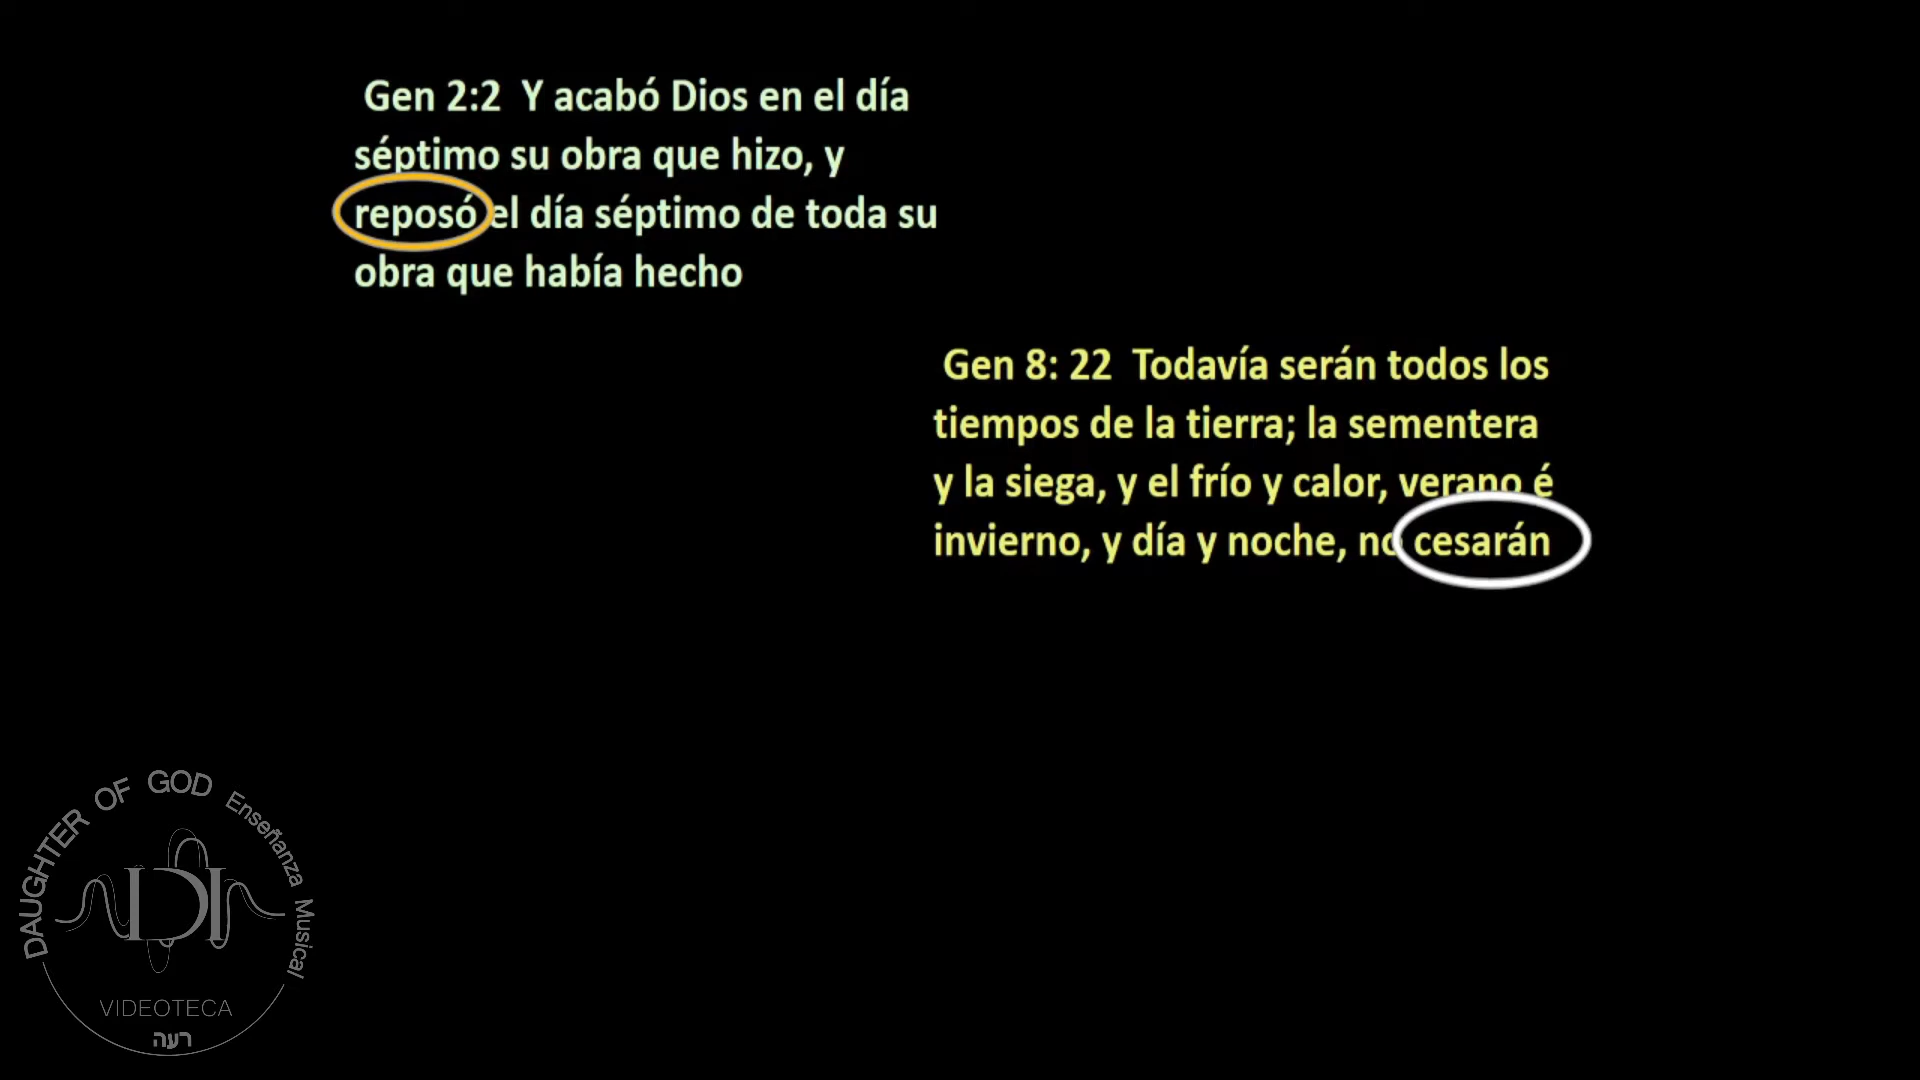 Gen 2:2 Y acabó Dios en el día
séptimo su obra que hizo, y
reposó el día séptimo de toda su
obra que había hecho
Gen 8: 22 Todavía serán todos los
tiempos de la tierra; la sementera
y la siega, y el frío y calor, verano é
invierno, y día y noche, no cesarán
DAUGHTER OF GOD Enseñanza Musical
VIDEOTECA
רעה